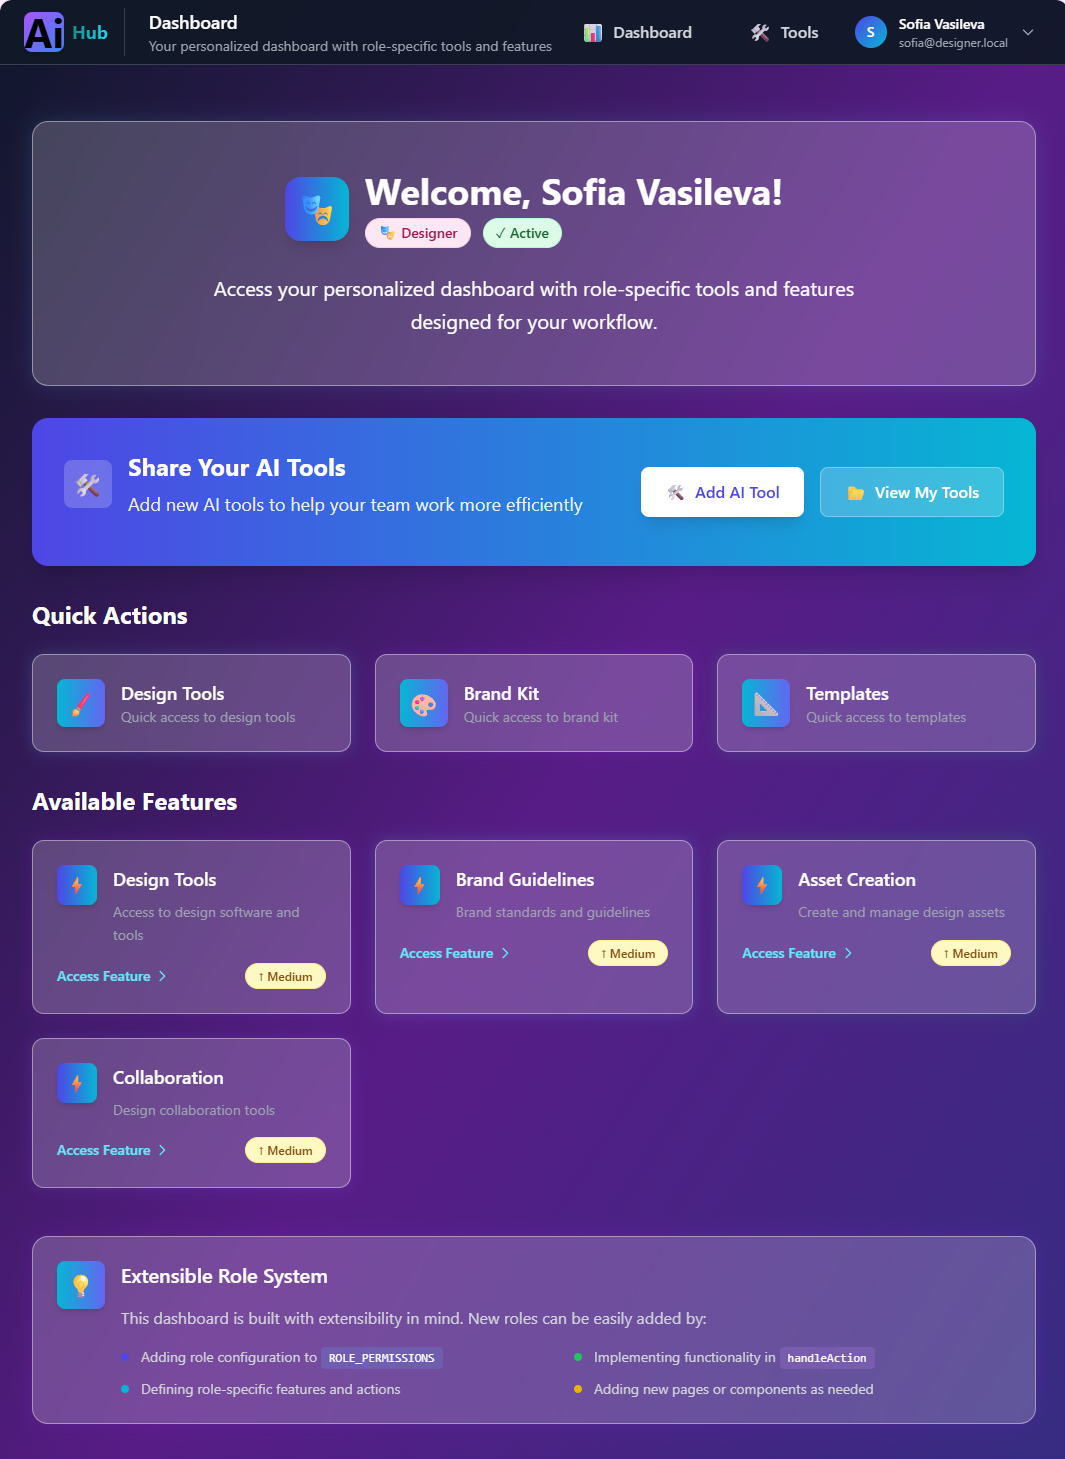 Ai Hub
Dashboard
Your personalized dashboard with role-specific tools and features
Dashboard
Tools
S
Sofia Vasileva
sofia@designer.local
Welcome, Sofia Vasileva!
Designer
✓ Active
Access your personalized dashboard with role-specific tools and features
designed for your workflow.
Share Your AI Tools
Add new AI tools to help your team work more efficiently
Add AI Tool
View My Tools
Quick Actions
Design Tools
Quick access to design tools
Brand Kit
Quick access to brand kit
Templates
Quick access to templates
Available Features
Design Tools
Access to design software and
tools
Access Feature
↑ Medium
Brand Guidelines
Brand standards and guidelines
Access Feature
↑ Medium
Asset Creation
Create and manage design assets
Access Feature
↑ Medium
Collaboration
Design collaboration tools
Access Feature
↑ Medium
Extensible Role System
This dashboard is built with extensibility in mind. New roles can be easily added by:
Adding role configuration to ROLE_PERMISSIONS
Implementing functionality in handleAction
Defining role-specific features and actions
Adding new pages or components as needed